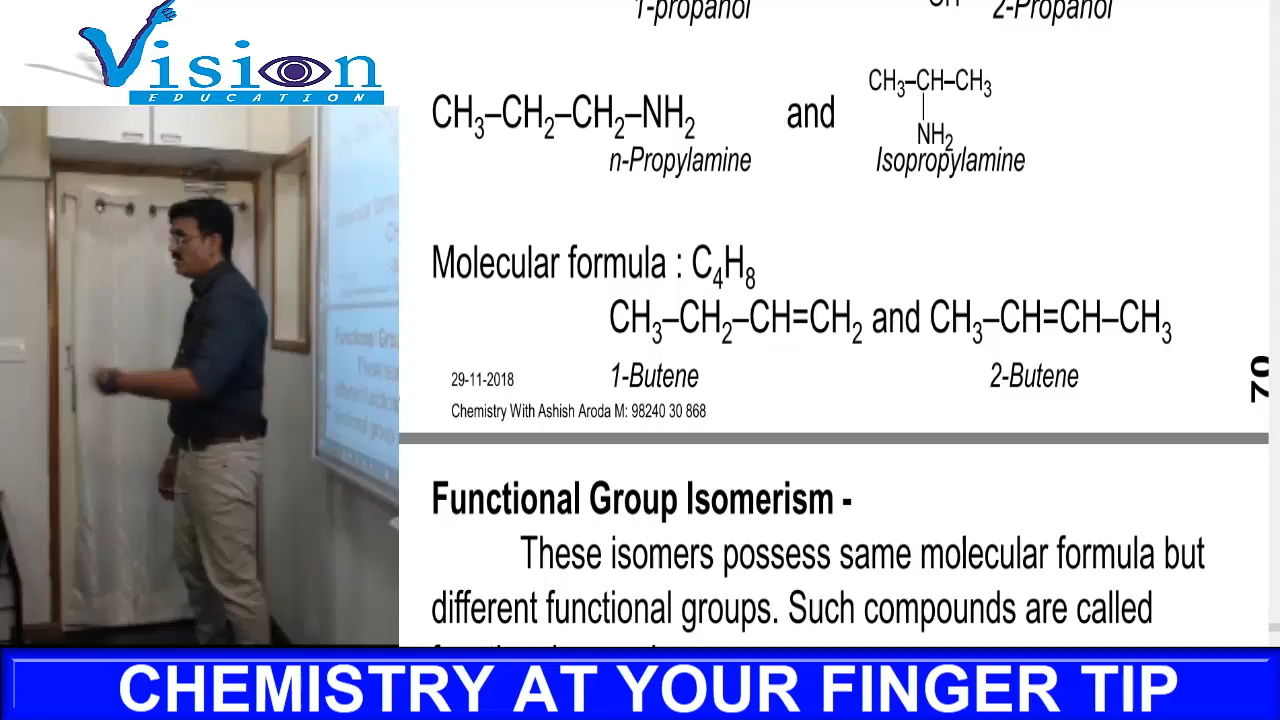 Vision
EDUCATION
1-propanol 2-Propanol
CH₃–CH–CH₃
CH₃–CH₂–CH₂–NH₂ and
NH₂
n-Propylamine Isopropylamine
Molecular formula : C₄H₈
CH₃–CH₂–CH=CH₂ and CH₃–CH=CH–CH₃
29-11-2018 1-Butene 2-Butene 70
Chemistry With Ashish Aroda M: 98240 30 868
Functional Group Isomerism -
These isomers possess same molecular formula but
different functional groups. Such compounds are called
CHEMISTRY AT YOUR FINGER TIP